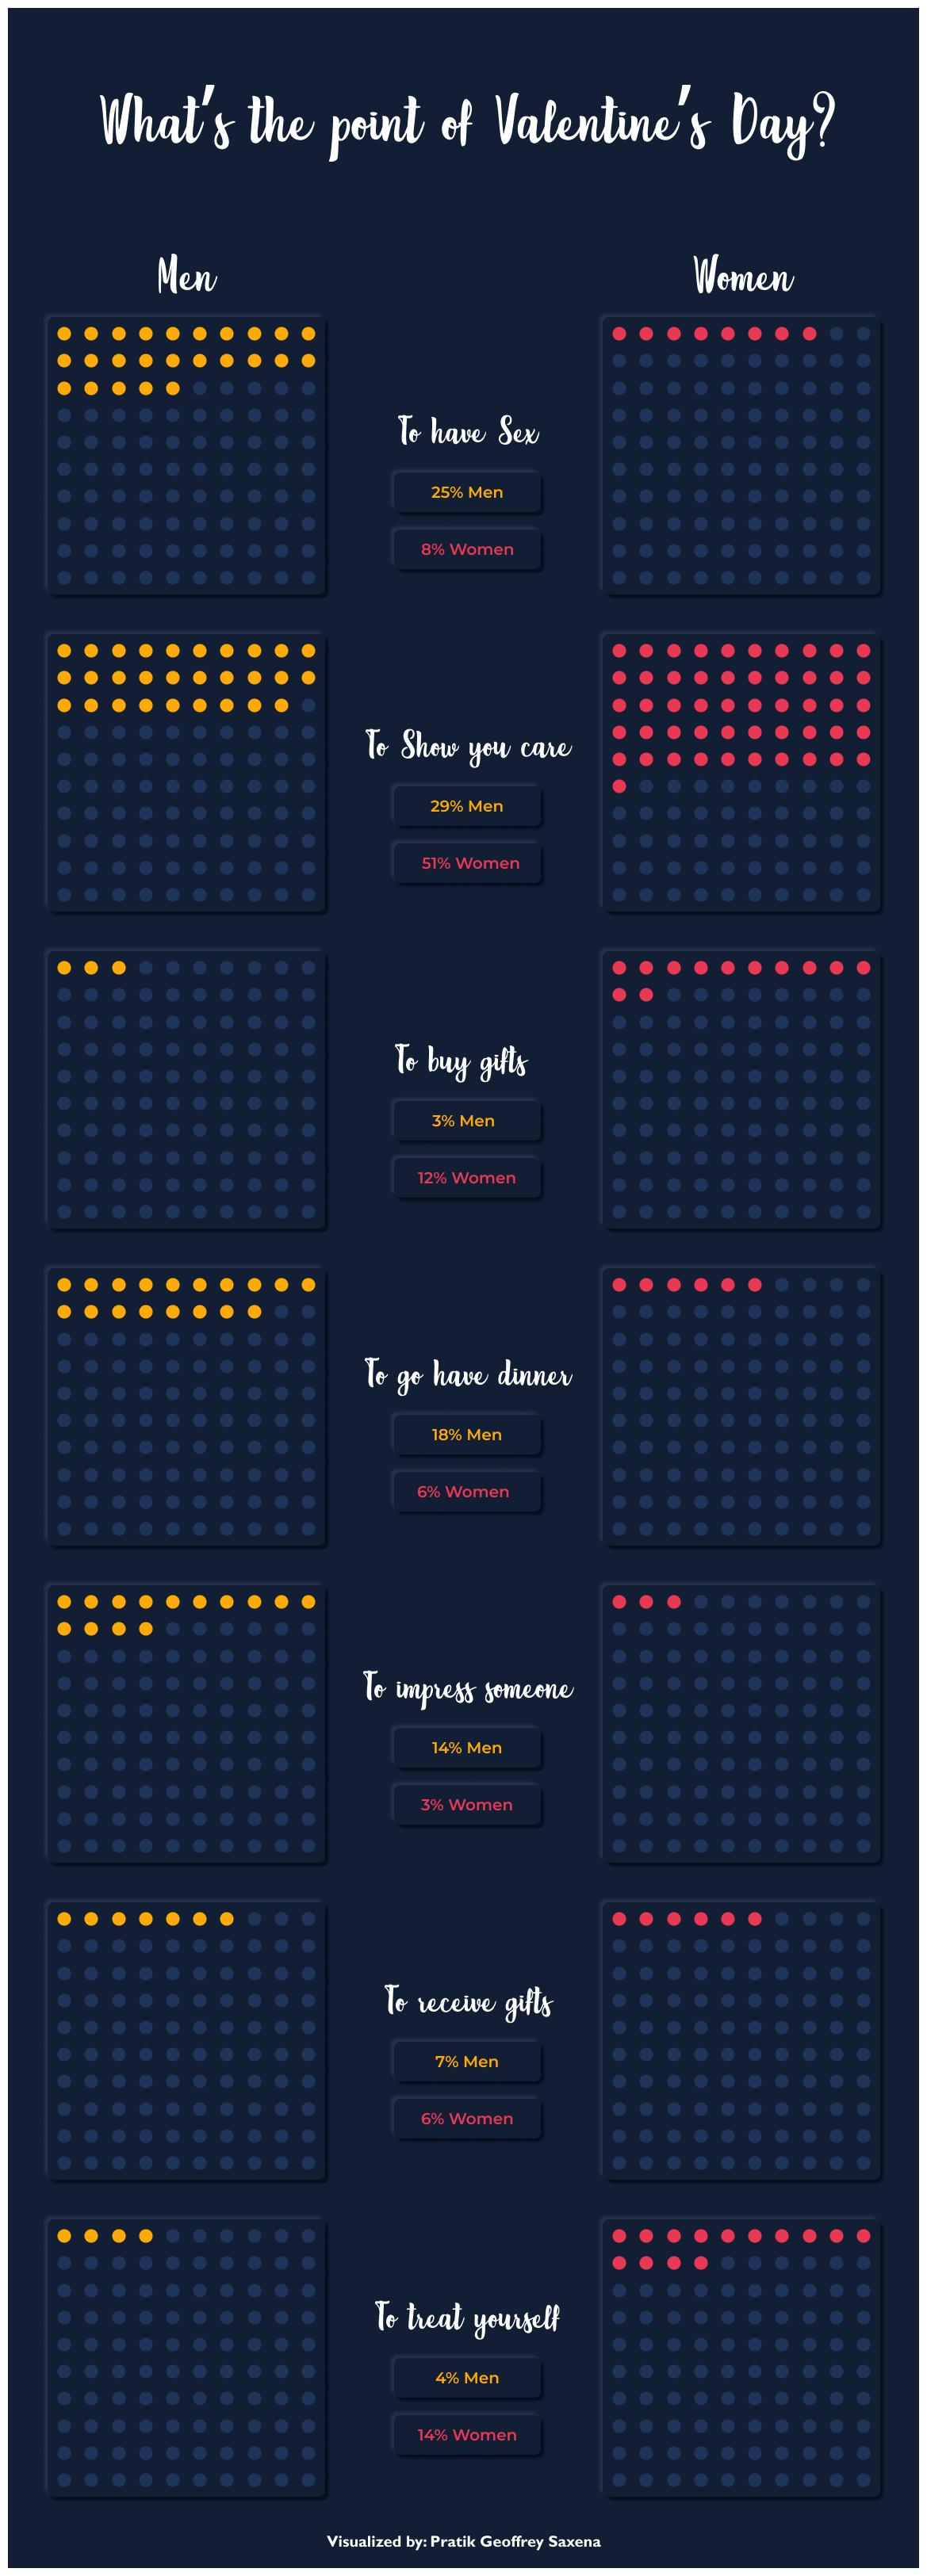 What's the point of Valentine's Day?
Men
Women
To have Sex
25% Men
8% Women
To Show you care
29% Men
51% Women
To buy gifts
3% Men
12% Women
To go have dinner
18% Men
6% Women
To impress someone
14% Men
3% Women
To receive gifts
7% Men
6% Women
To treat yourself
4% Men
14% Women
Visualized by: Pratik Geoffrey Saxena